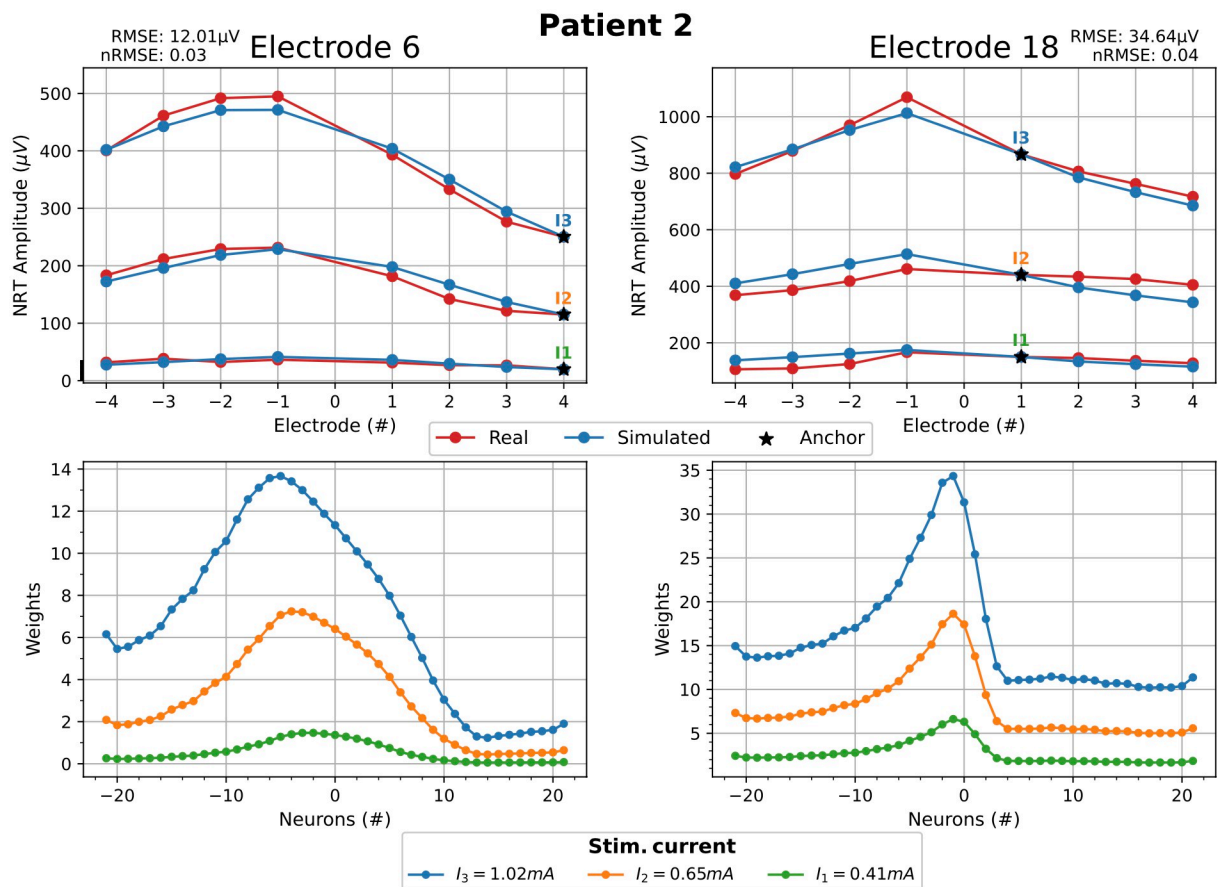 Patient 2
RMSE: 12.01μV
nRMSE: 0.03
Electrode 6
NRT Amplitude (μV)
500
400
300
200
100
0
I3
I2
I1
−4 −3 −2 −1 0 1 2 3 4
Electrode (#)
Electrode 18
RMSE: 34.64μV
nRMSE: 0.04
NRT Amplitude (μV)
1000
800
600
400
200
I3
I2
I1
−4 −3 −2 −1 0 1 2 3 4
Electrode (#)
Real Simulated Anchor
Weights
14
12
10
8
6
4
2
0
−20 −10 0 10 20
Neurons (#)
Weights
35
30
25
20
15
10
5
−20 −10 0 10 20
Neurons (#)
Stim. current
I₃ = 1.02mA I₂ = 0.65mA I₁ = 0.41mA